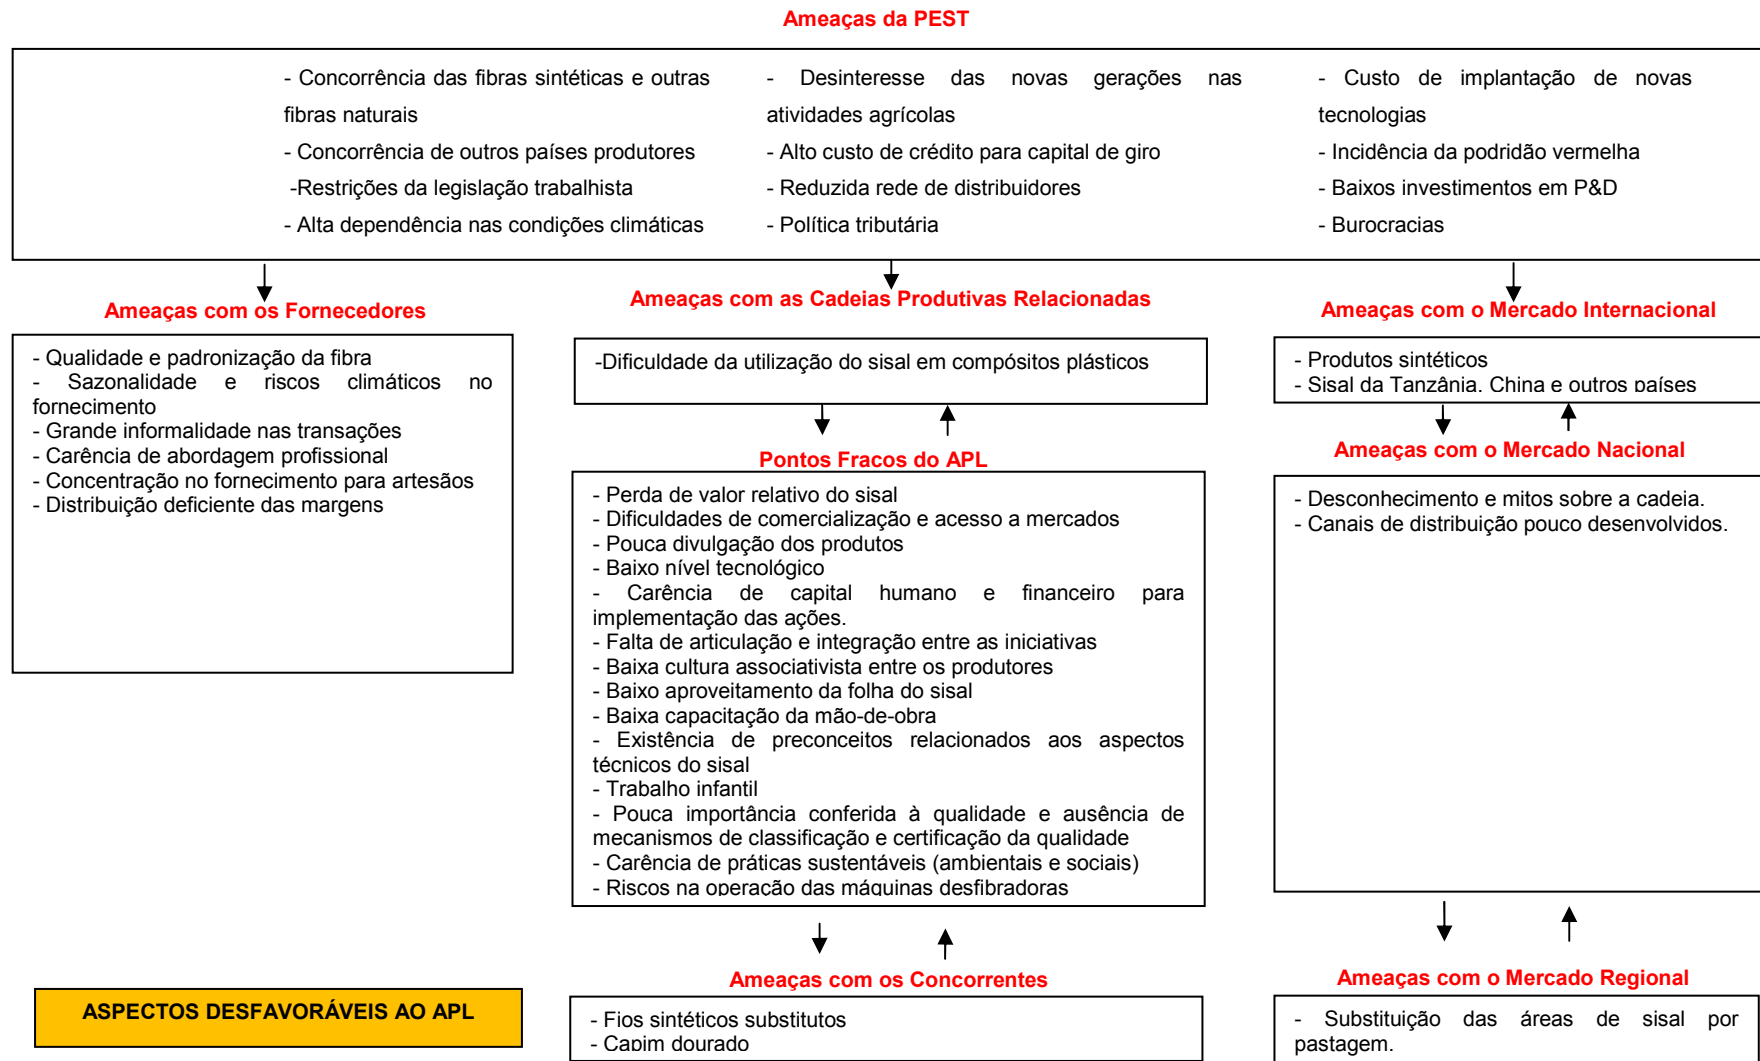 Ameaças da PEST
- Concorrência das fibras sintéticas e outras
fibras naturais
- Concorrência de outros países produtores
-Restrições da legislação trabalhista
- Alta dependência nas condições climáticas
- Desinteresse das novas gerações nas
atividades agrícolas
- Alto custo de crédito para capital de giro
- Reduzida rede de distribuidores
- Política tributária
- Custo de implantação de novas
tecnologias
- Incidência da podridão vermelha
- Baixos investimentos em P&D
- Burocracias
Ameaças com os Fornecedores
- Qualidade e padronização da fibra
- Sazonalidade e riscos climáticos no
fornecimento
- Grande informalidade nas transações
- Carência de abordagem profissional
- Concentração no fornecimento para artesãos
- Distribuição deficiente das margens
Ameaças com as Cadeias Produtivas Relacionadas
-Dificuldade da utilização do sisal em compósitos plásticos
Pontos Fracos do APL
- Perda de valor relativo do sisal
- Dificuldades de comercialização e acesso a mercados
- Pouca divulgação dos produtos
- Baixo nível tecnológico
- Carência de capital humano e financeiro para
implementação das ações.
- Falta de articulação e integração entre as iniciativas
- Baixa cultura associativista entre os produtores
- Baixo aproveitamento da folha do sisal
- Baixa capacitação da mão-de-obra
- Existência de preconceitos relacionados aos aspectos
técnicos do sisal
- Trabalho infantil
- Pouca importância conferida à qualidade e ausência de
mecanismos de classificação e certificação da qualidade
- Carência de práticas sustentáveis (ambientais e sociais)
- Riscos na operação das máquinas desfibradoras
Ameaças com os Concorrentes
- Fios sintéticos substitutos
- Capim dourado
Ameaças com o Mercado Internacional
- Produtos sintéticos
- Sisal da Tanzânia, China e outros países
Ameaças com o Mercado Nacional
- Desconhecimento e mitos sobre a cadeia.
- Canais de distribuição pouco desenvolvidos.
Ameaças com o Mercado Regional
- Substituição das áreas de sisal por
pastagem.
ASPECTOS DESFAVORÁVEIS AO APL